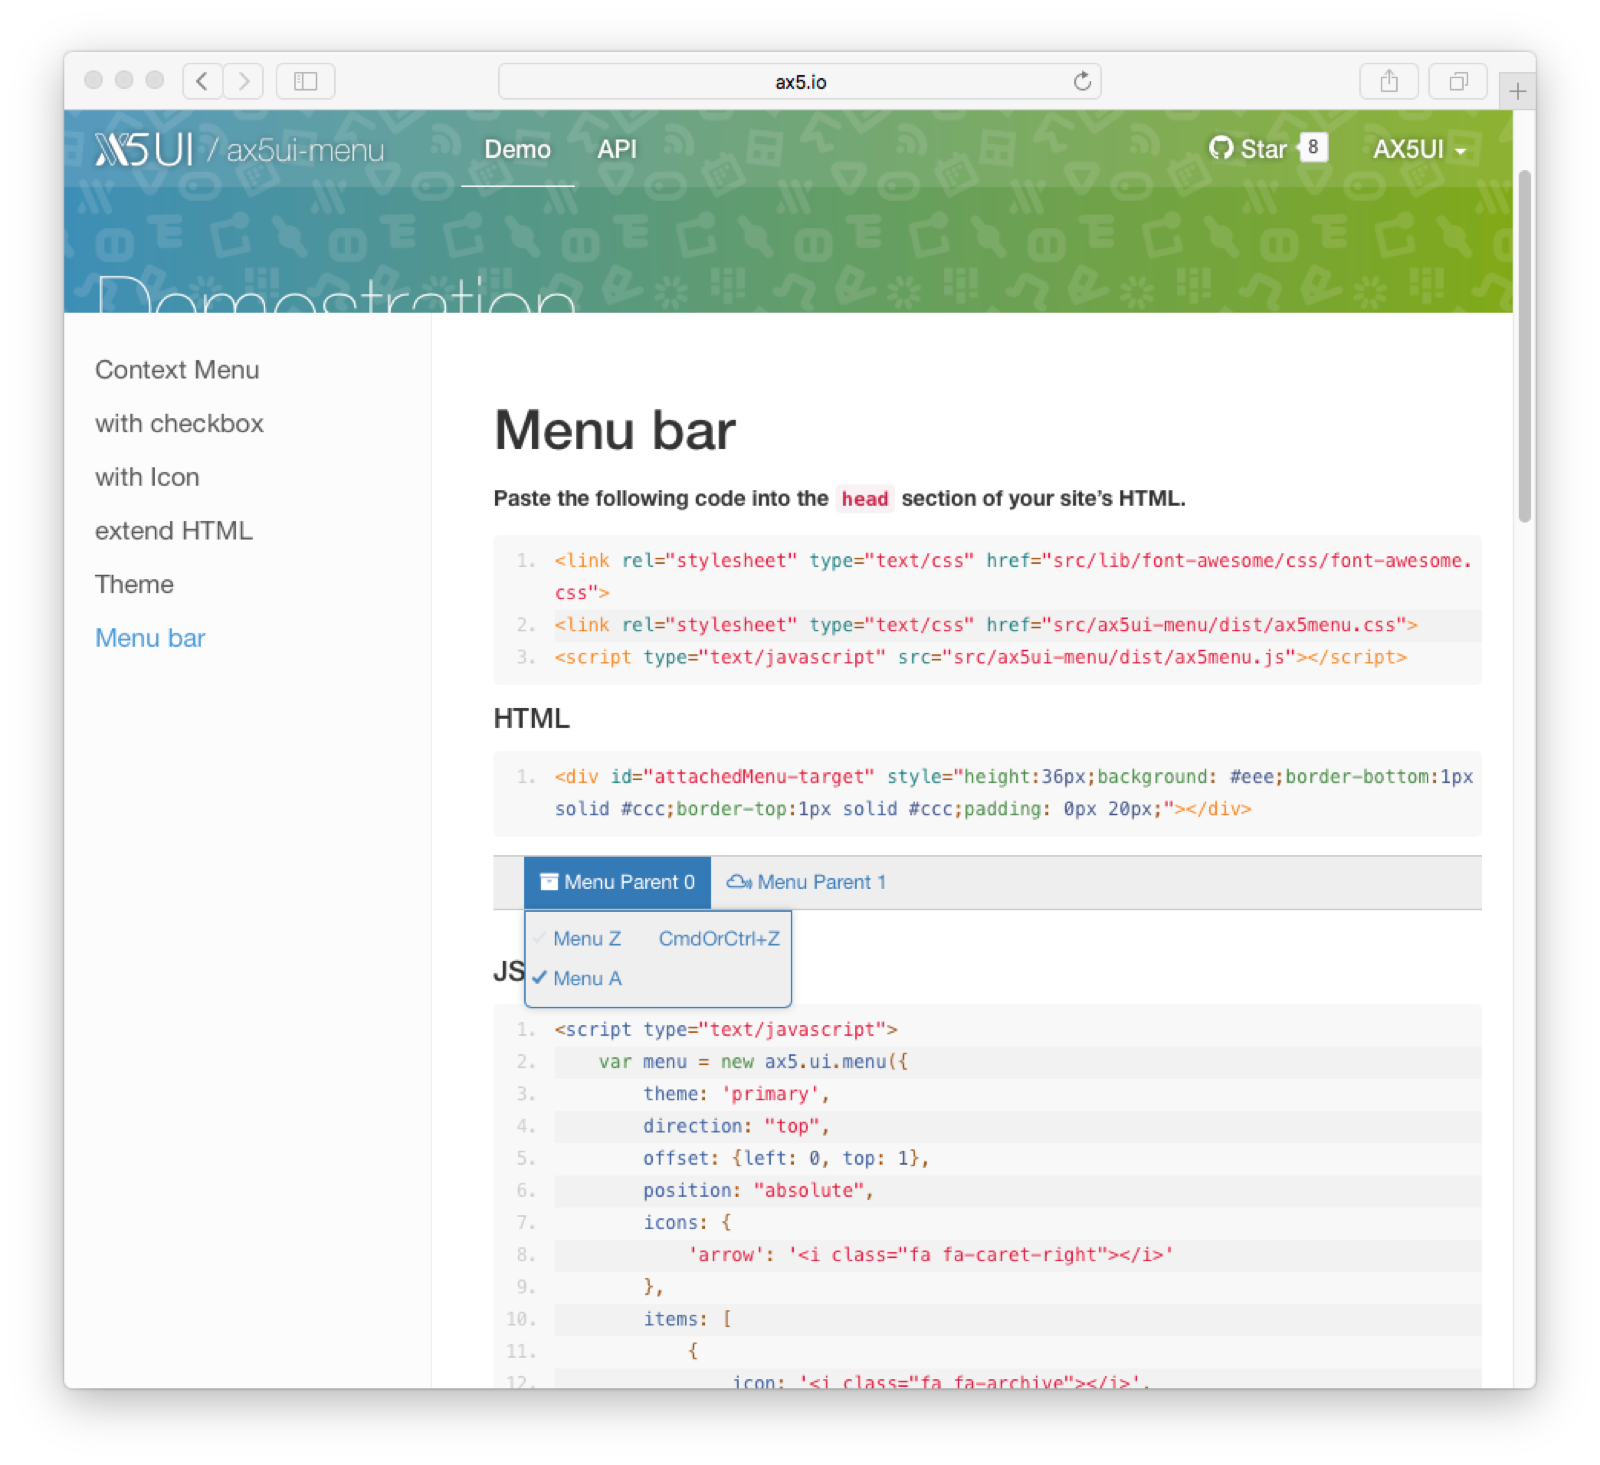 ax5.io
AX5UI / ax5ui-menu
Demo
API
Star 8
AX5UI
Demostration
Context Menu
with checkbox
with Icon
extend HTML
Theme
Menu bar
Menu bar
Paste the following code into the head section of your site’s HTML.
1. <link rel="stylesheet" type="text/css" href="src/lib/font-awesome/css/font-awesome.
css">
2. <link rel="stylesheet" type="text/css" href="src/ax5ui-menu/dist/ax5menu.css">
3. <script type="text/javascript" src="src/ax5ui-menu/dist/ax5menu.js"></script>
HTML
1. <div id="attachedMenu-target" style="height:36px;background: #eee;border-bottom:1px
solid #ccc;border-top:1px solid #ccc;padding: 0px 20px;"></div>
Menu Parent 0
Menu Parent 1
Menu Z CmdOrCtrl+Z
Menu A
JS
1. <script type="text/javascript">
2. var menu = new ax5.ui.menu({
3. theme: 'primary',
4. direction: "top",
5. offset: {left: 0, top: 1},
6. position: "absolute",
7. icons: {
8. 'arrow': '<i class="fa fa-caret-right"></i>'
9. },
10. items: [
11. {
12. icon: '<i class="fa fa-archive"></i>',